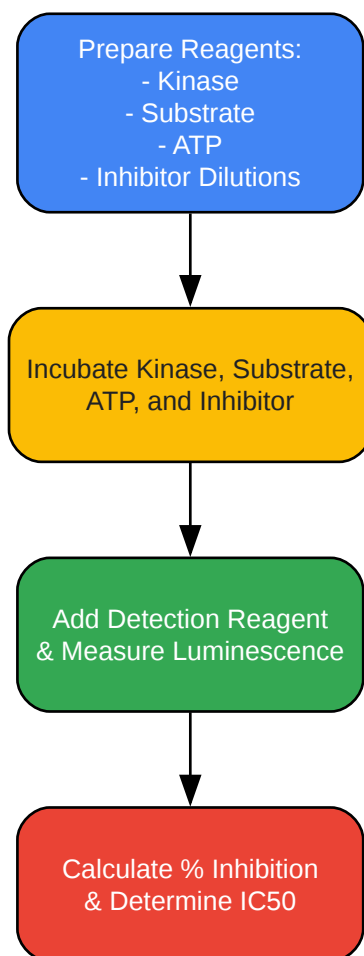 Prepare Reagents:
- Kinase
- Substrate
- ATP
- Inhibitor Dilutions
Incubate Kinase, Substrate,
ATP, and Inhibitor
Add Detection Reagent
& Measure Luminescence
Calculate % Inhibition
& Determine IC50